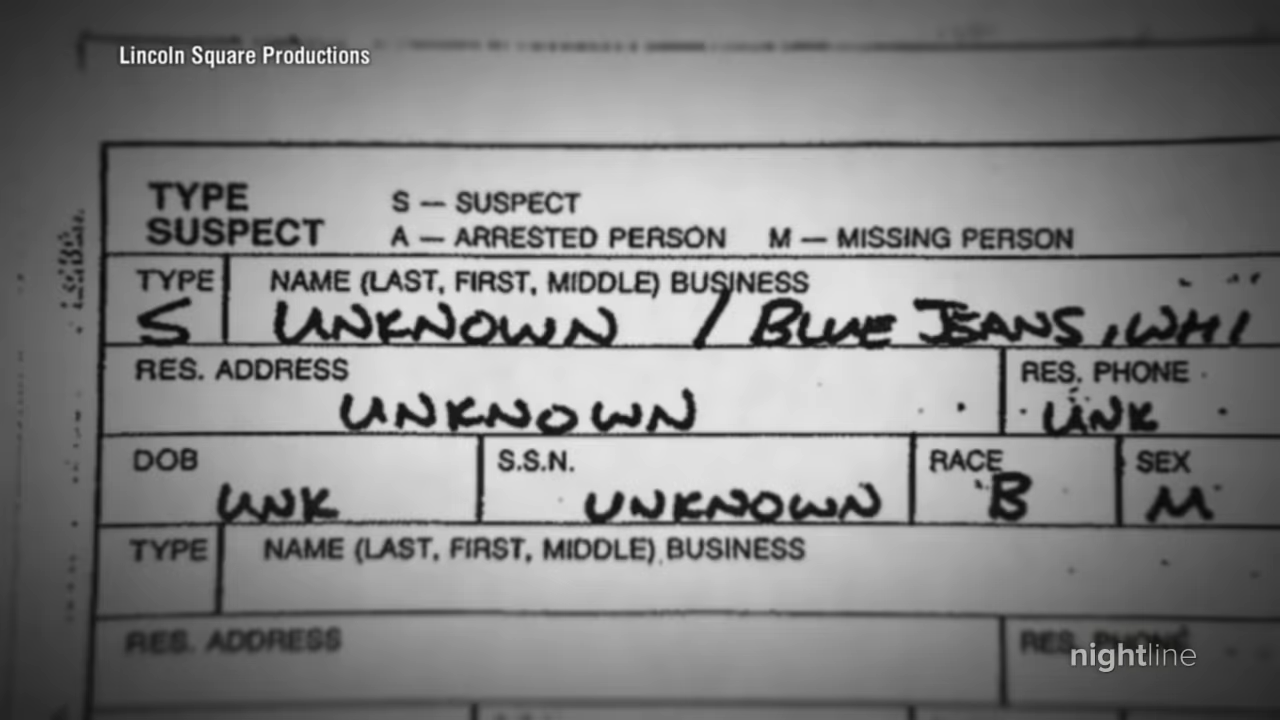 Lincoln Square Productions
TYPE S — SUSPECT
SUSPECT A — ARRESTED PERSON M — MISSING PERSON
TYPE NAME (LAST, FIRST, MIDDLE) BUSINESS
S UNKNOWN / BLUE JEANS, WHI
RES. ADDRESS RES. PHONE
UNKNOWN UNK
DOB S.S.N. RACE SEX
UNK UNKNOWN B M
TYPE NAME (LAST, FIRST, MIDDLE) BUSINESS
RES. ADDRESS RES. PHONE
nightline